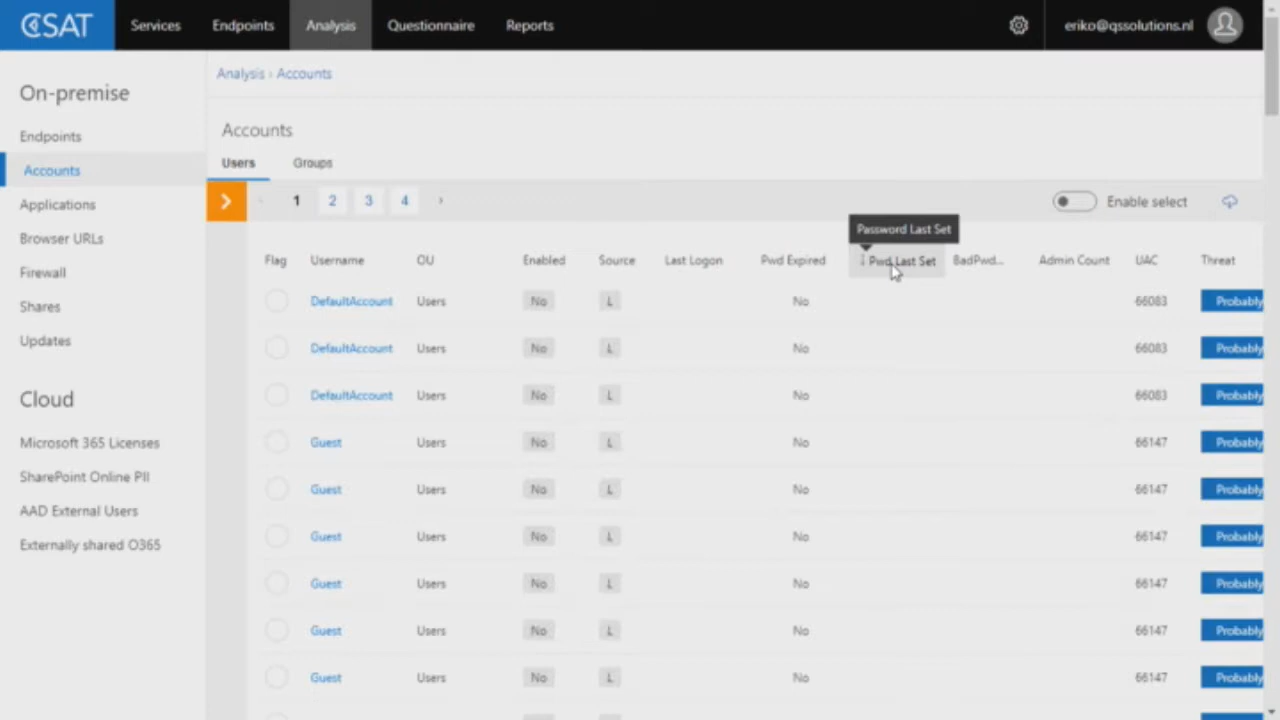 CSAT Services Endpoints Analysis Questionnaire Reports eriko@qssolutions.nl
Analysis › Accounts
On-premise
Endpoints
Accounts
Applications
Browser URLs
Firewall
Shares
Updates
Cloud
Microsoft 365 Licenses
SharePoint Online PII
AAD External Users
Externally shared O365
Accounts
Users Groups
1 2 3 4 › Enable select
Password Last Set
Flag Username OU Enabled Source Last Logon Pwd Expired Pwd Last Set BadPwd... Admin Count UAC Threat
DefaultAccount Users No L No 66083 Probably
DefaultAccount Users No L No 66083 Probably
DefaultAccount Users No L No 66083 Probably
Guest Users No L No 66147 Probably
Guest Users No L No 66147 Probably
Guest Users No L No 66147 Probably
Guest Users No L No 66147 Probably
Guest Users No L No 66147 Probably
Guest Users No L No 66147 Probably